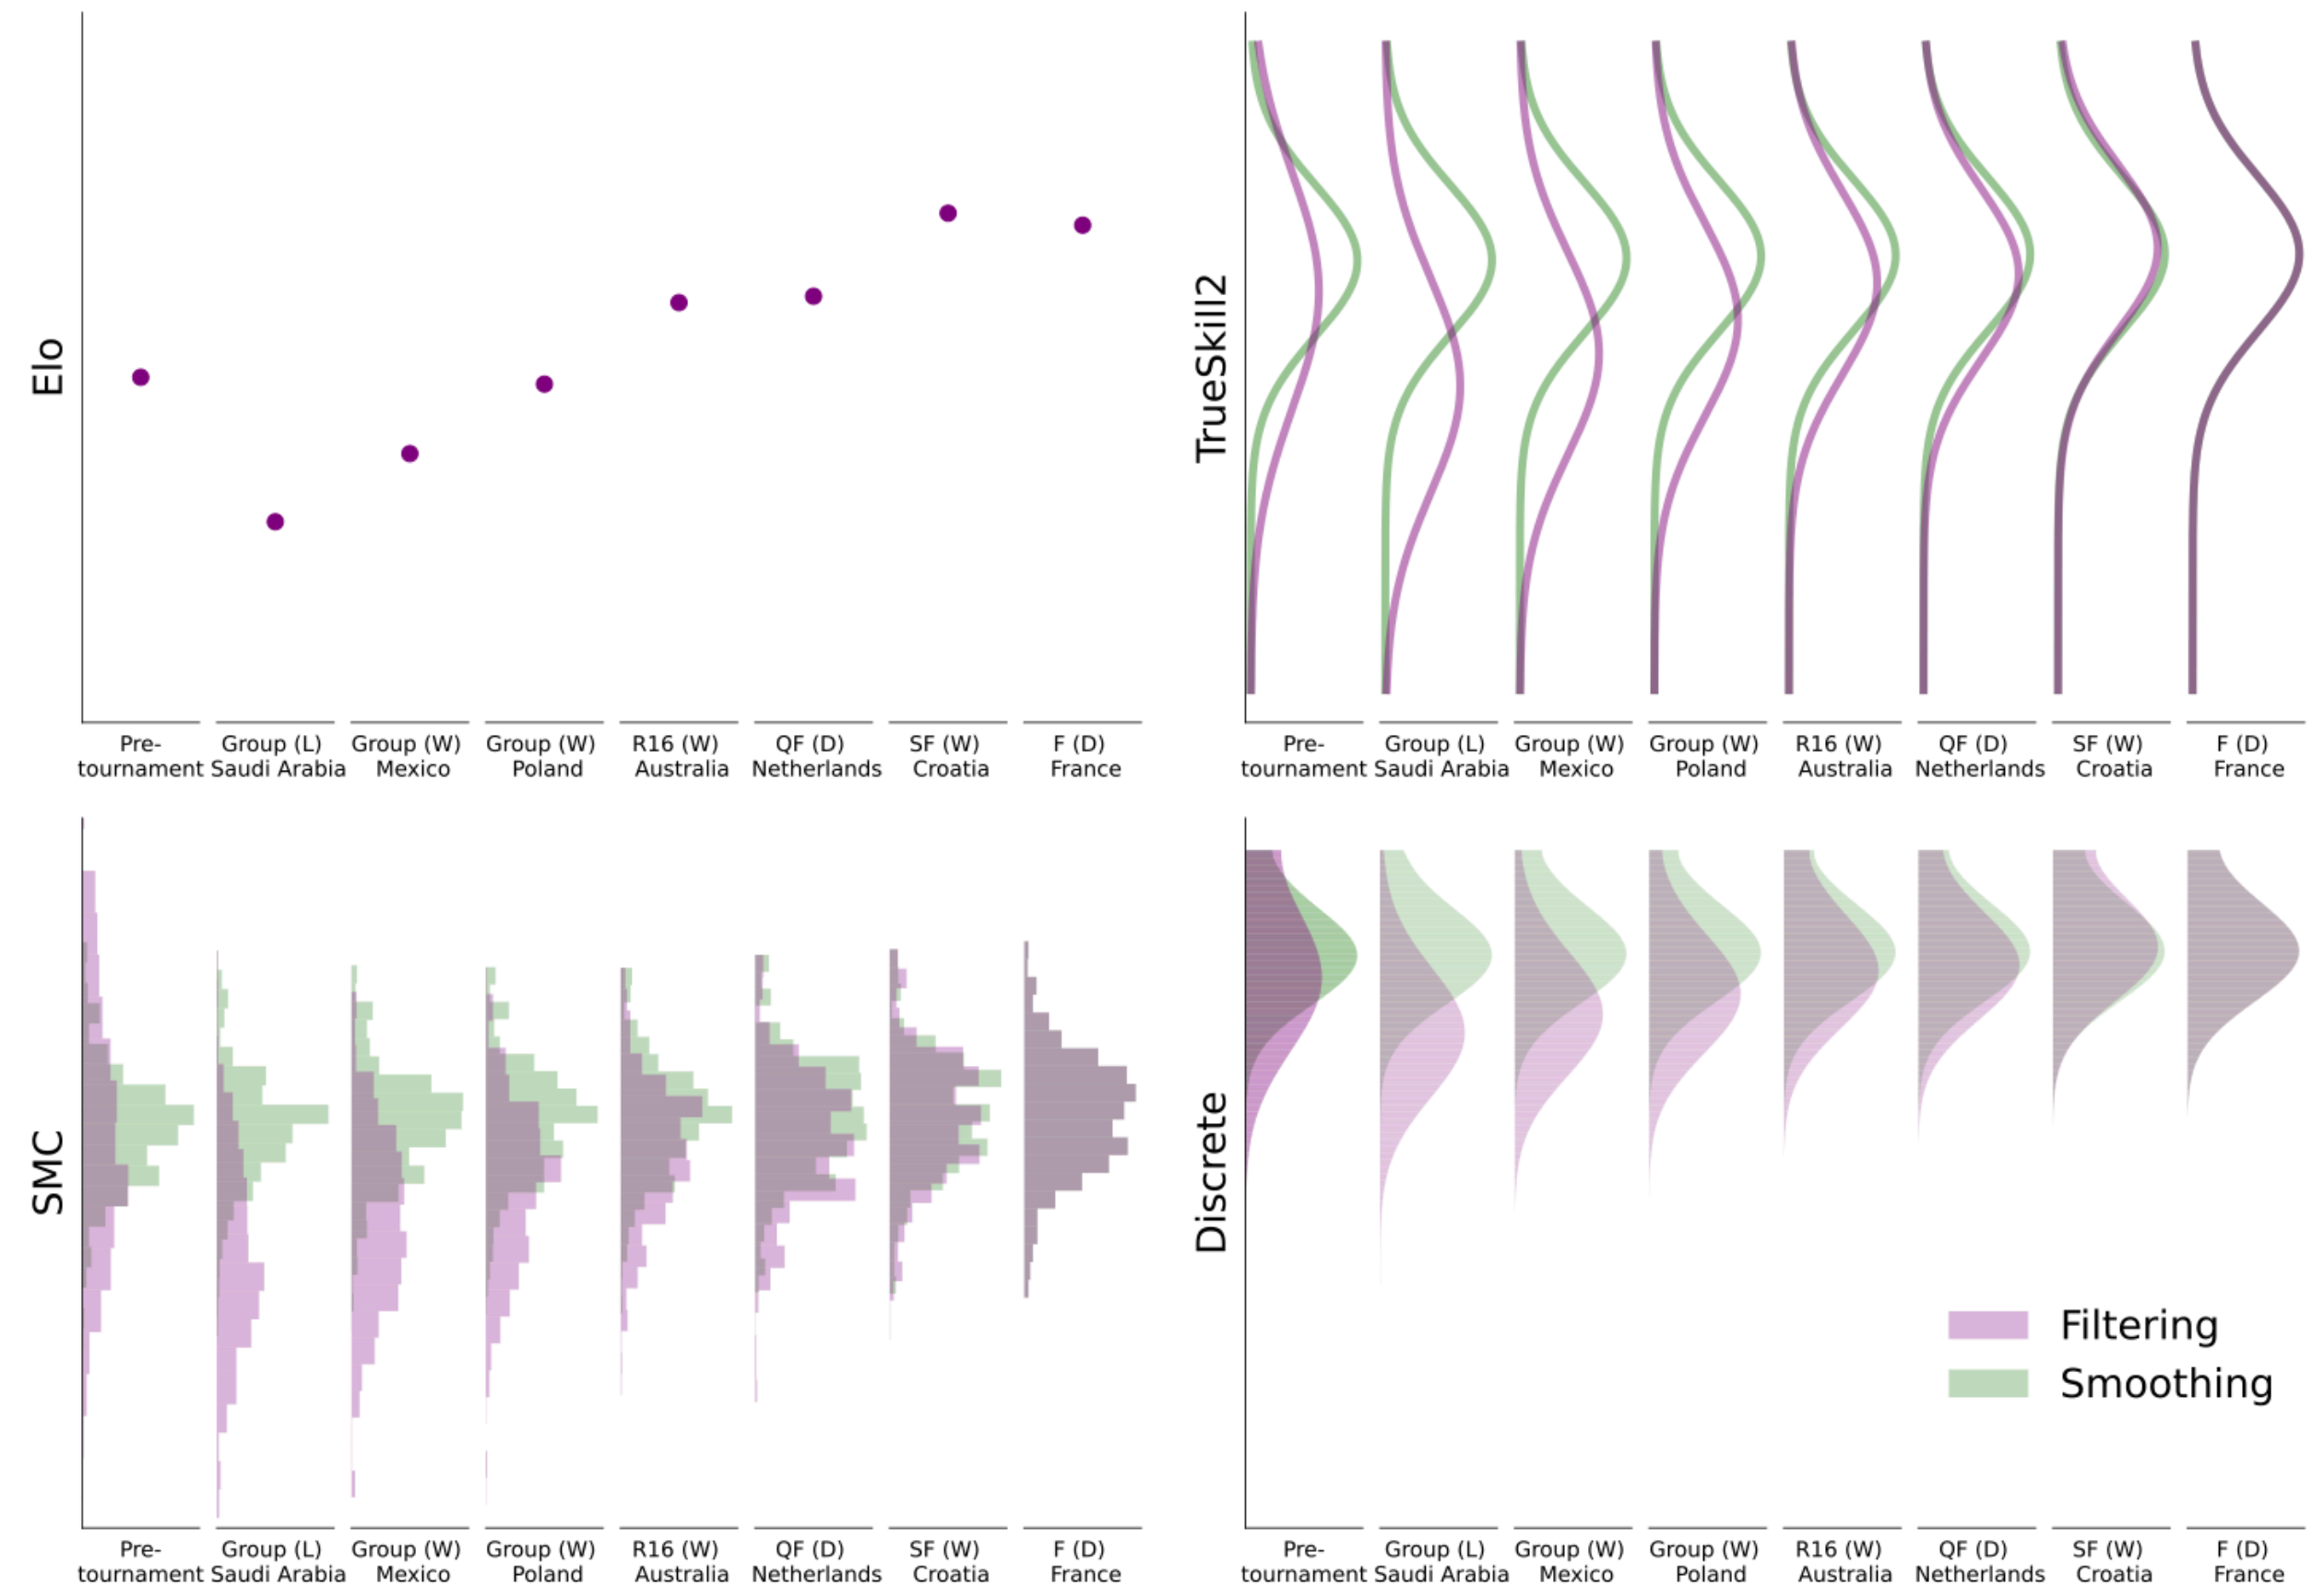 Elo
Pre-
tournament
Group (L)
Saudi Arabia
Group (W)
Mexico
Group (W)
Poland
R16 (W)
Australia
QF (D)
Netherlands
SF (W)
Croatia
F (D)
France
TrueSkill2
Pre-
tournament
Group (L)
Saudi Arabia
Group (W)
Mexico
Group (W)
Poland
R16 (W)
Australia
QF (D)
Netherlands
SF (W)
Croatia
F (D)
France
SMC
Pre-
tournament
Group (L)
Saudi Arabia
Group (W)
Mexico
Group (W)
Poland
R16 (W)
Australia
QF (D)
Netherlands
SF (W)
Croatia
F (D)
France
Discrete
Filtering
Smoothing
Pre-
tournament
Group (L)
Saudi Arabia
Group (W)
Mexico
Group (W)
Poland
R16 (W)
Australia
QF (D)
Netherlands
SF (W)
Croatia
F (D)
France